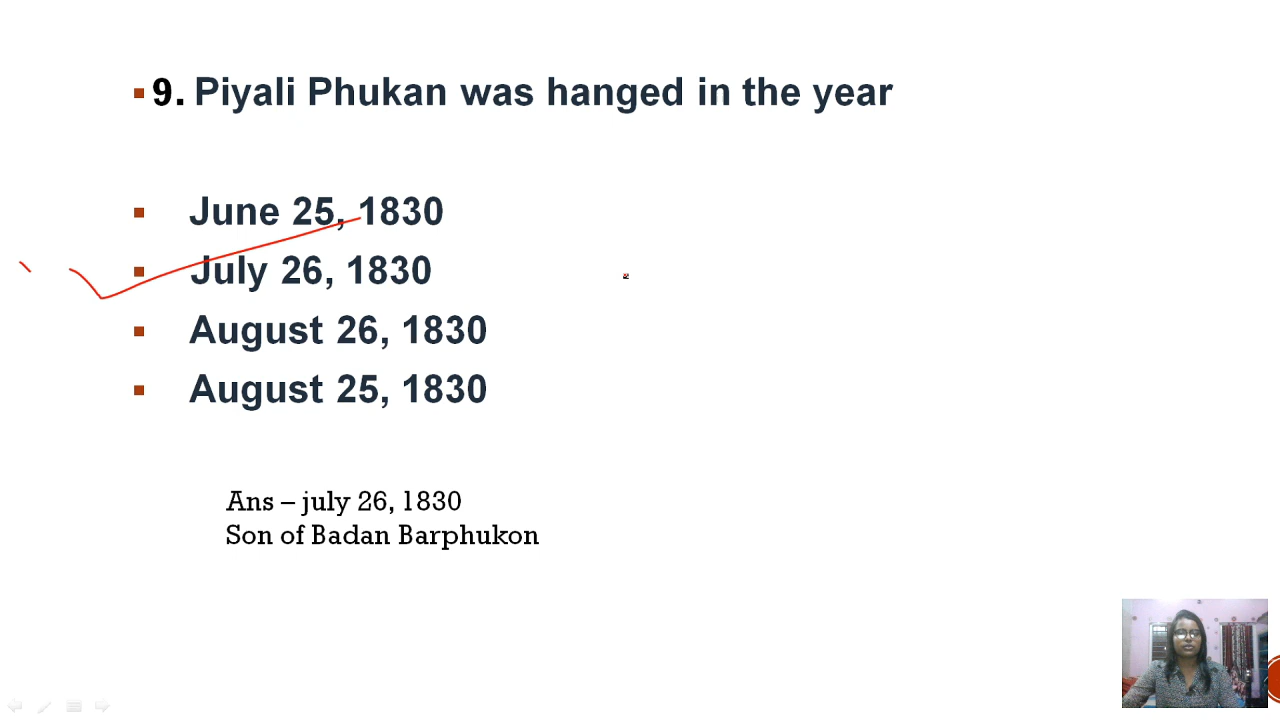 9. Piyali Phukan was hanged in the year
June 25, 1830
July 26, 1830
August 26, 1830
August 25, 1830
Ans – july 26, 1830
Son of Badan Barphukon